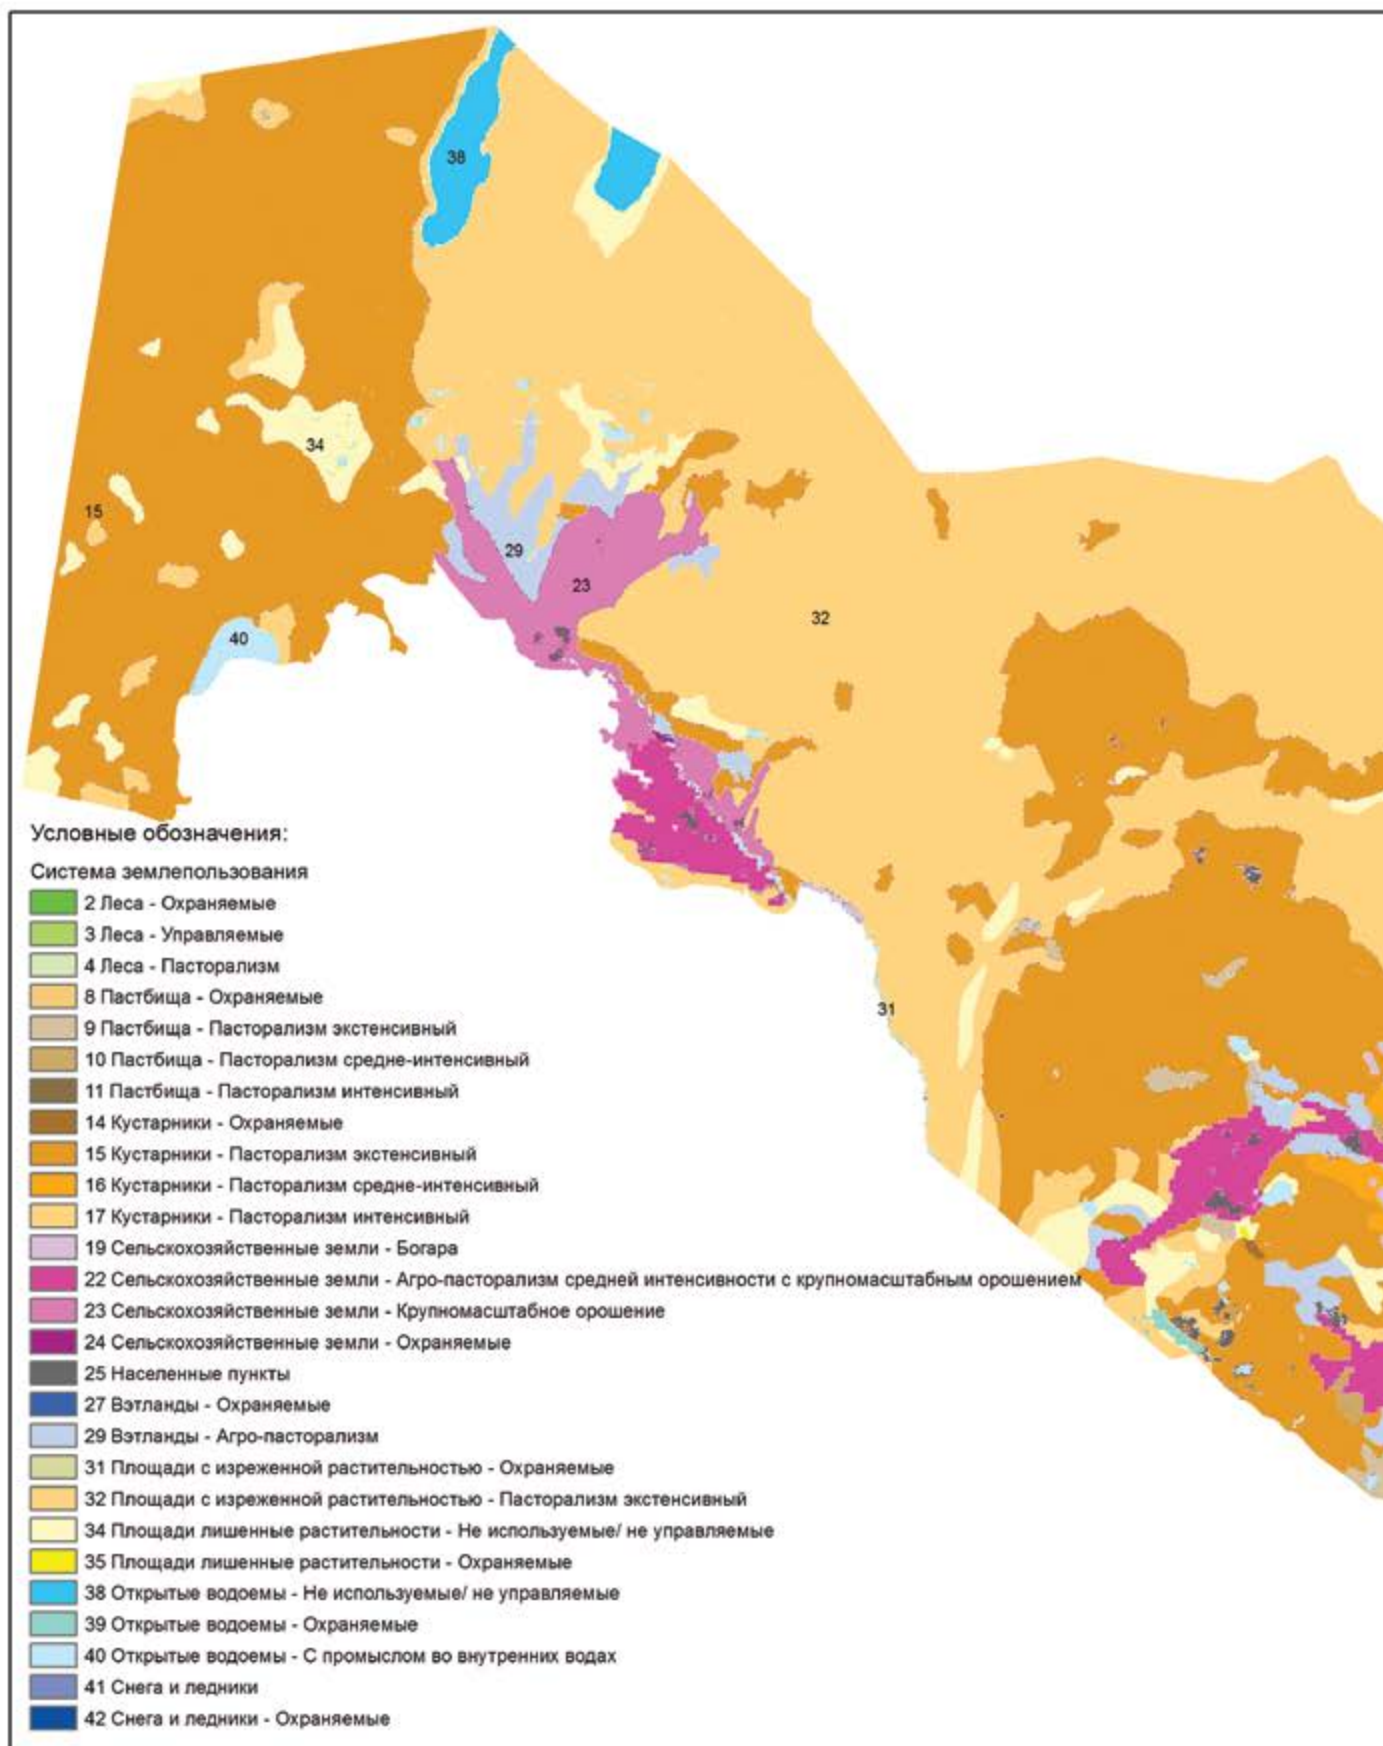 38
34
15
29
23
32
40
31
Условные обозначения:
Система землепользования
2 Леса - Охраняемые
3 Леса - Управляемые
4 Леса - Пасторализм
8 Пастбища - Охраняемые
9 Пастбища - Пасторализм экстенсивный
10 Пастбища - Пасторализм средне-интенсивный
11 Пастбища - Пасторализм интенсивный
14 Кустарники - Охраняемые
15 Кустарники - Пасторализм экстенсивный
16 Кустарники - Пасторализм средне-интенсивный
17 Кустарники - Пасторализм интенсивный
19 Сельскохозяйственные земли - Богара
22 Сельскохозяйственные земли - Агро-пасторализм средней интенсивности с крупномасштабным орошением
23 Сельскохозяйственные земли - Крупномасштабное орошение
24 Сельскохозяйственные земли - Охраняемые
25 Населенные пункты
27 Вэтланды - Охраняемые
29 Вэтланды - Агро-пасторализм
31 Площади с изреженной растительностью - Охраняемые
32 Площади с изреженной растительностью - Пасторализм экстенсивный
34 Площади лишенные растительности - Не используемые/ не управляемые
35 Площади лишенные растительности - Охраняемые
38 Открытые водоемы - Не используемые/ не управляемые
39 Открытые водоемы - Охраняемые
40 Открытые водоемы - С промыслом во внутренних водах
41 Снега и ледники
42 Снега и ледники - Охраняемые